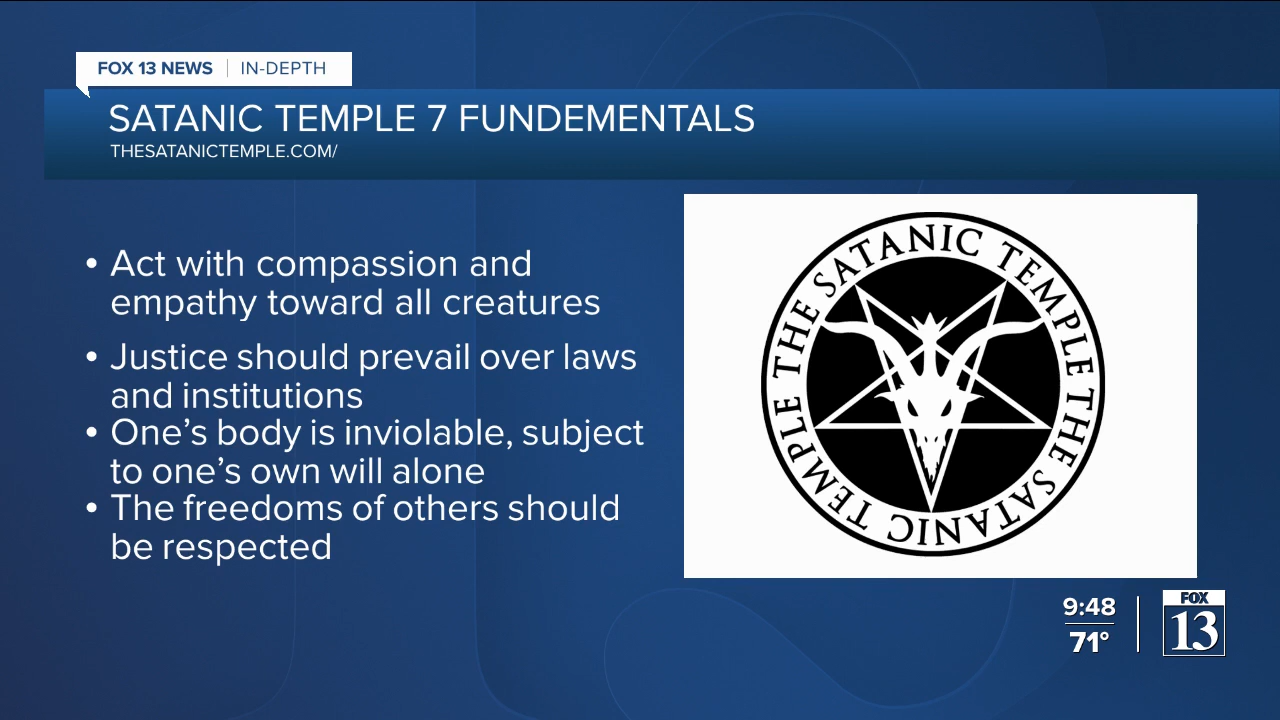 FOX 13 NEWS | IN-DEPTH
SATANIC TEMPLE 7 FUNDEMENTALS
THESATANICTEMPLE.COM/
• Act with compassion and
empathy toward all creatures
• Justice should prevail over laws
and institutions
• One’s body is inviolable, subject
to one’s own will alone
• The freedoms of others should
be respected
THE SATANIC TEMPLE THE SATANIC TEMPLE
9:48
71°
FOX
13